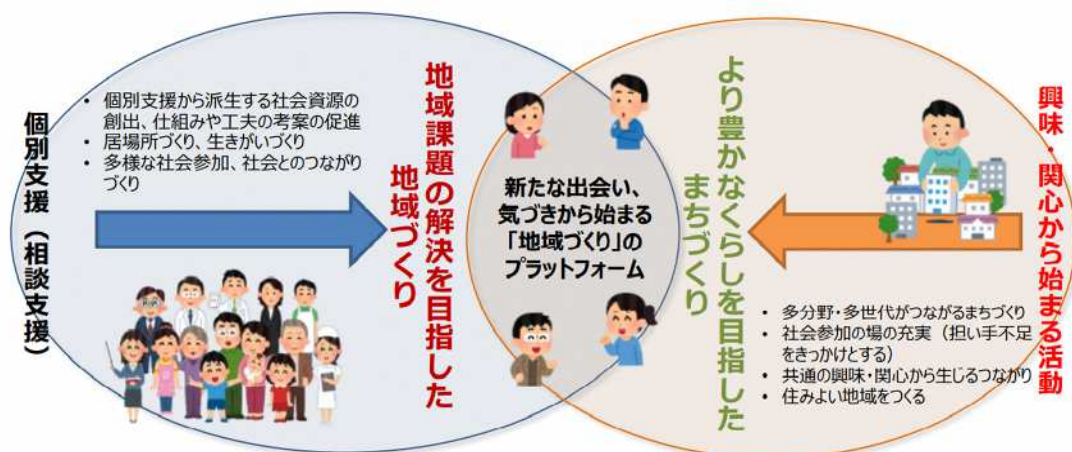 個別支援（相談支援）
• 個別支援から派生する社会資源の
創出、仕組みや工夫の考案の促進
• 居場所づくり、生きがいづくり
• 多様な社会参加、社会とのつながり
づくり
地域課題の解決を目指した
地域づくり
新たな出会い、
気づきから始まる
「地域づくり」の
プラットフォーム
より豊かなくらしを目指した
まちづくり
興味・関心から始まる活動
• 多分野・多世代がつながるまちづくり
• 社会参加の場の充実（担い手不足
をきっかけとする）
• 共通の興味・関心から生じるつながり
• 住みよい地域をつくる